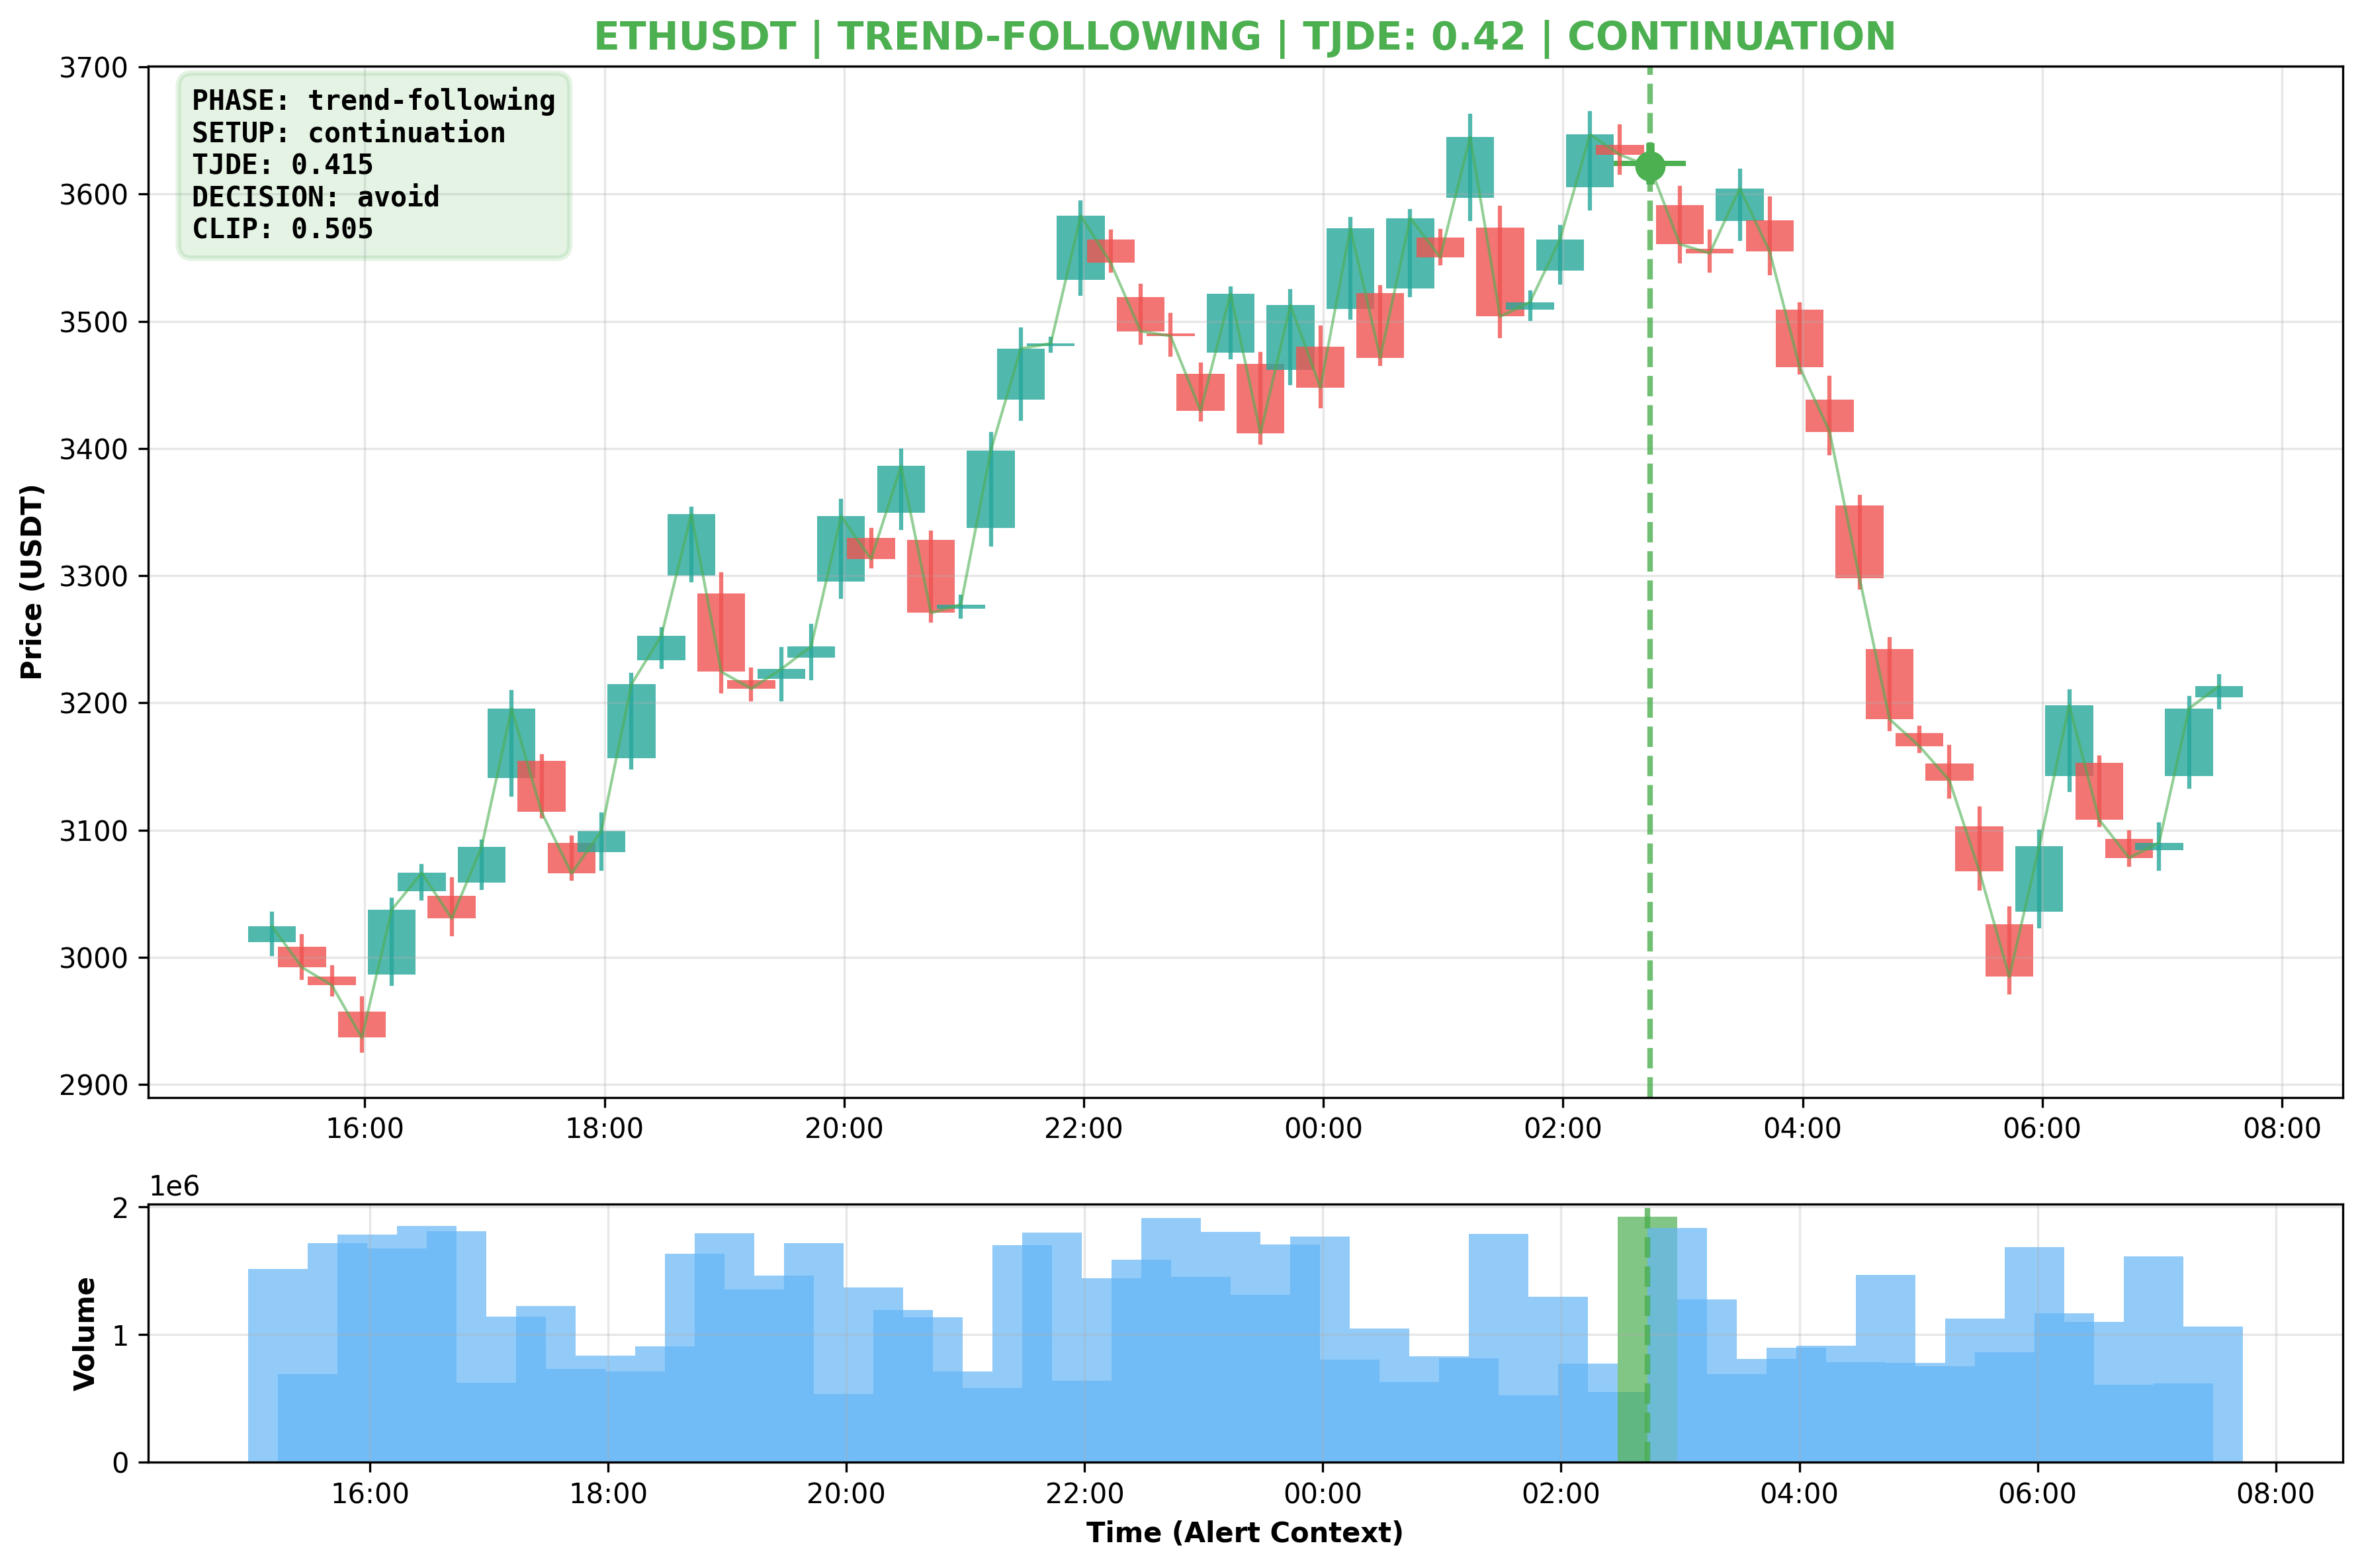 ETHUSDT | TREND-FOLLOWING | TJDE: 0.42 | CONTINUATION
PHASE: trend-following
SETUP: continuation
TJDE: 0.415
DECISION: avoid
CLIP: 0.505
Price (USDT)
3700
3600
3500
3400
3300
3200
3100
3000
2900
16:00 18:00 20:00 22:00 00:00 02:00 04:00 06:00 08:00
1e6
Volume
2
1
0
16:00 18:00 20:00 22:00 00:00 02:00 04:00 06:00 08:00
Time (Alert Context)